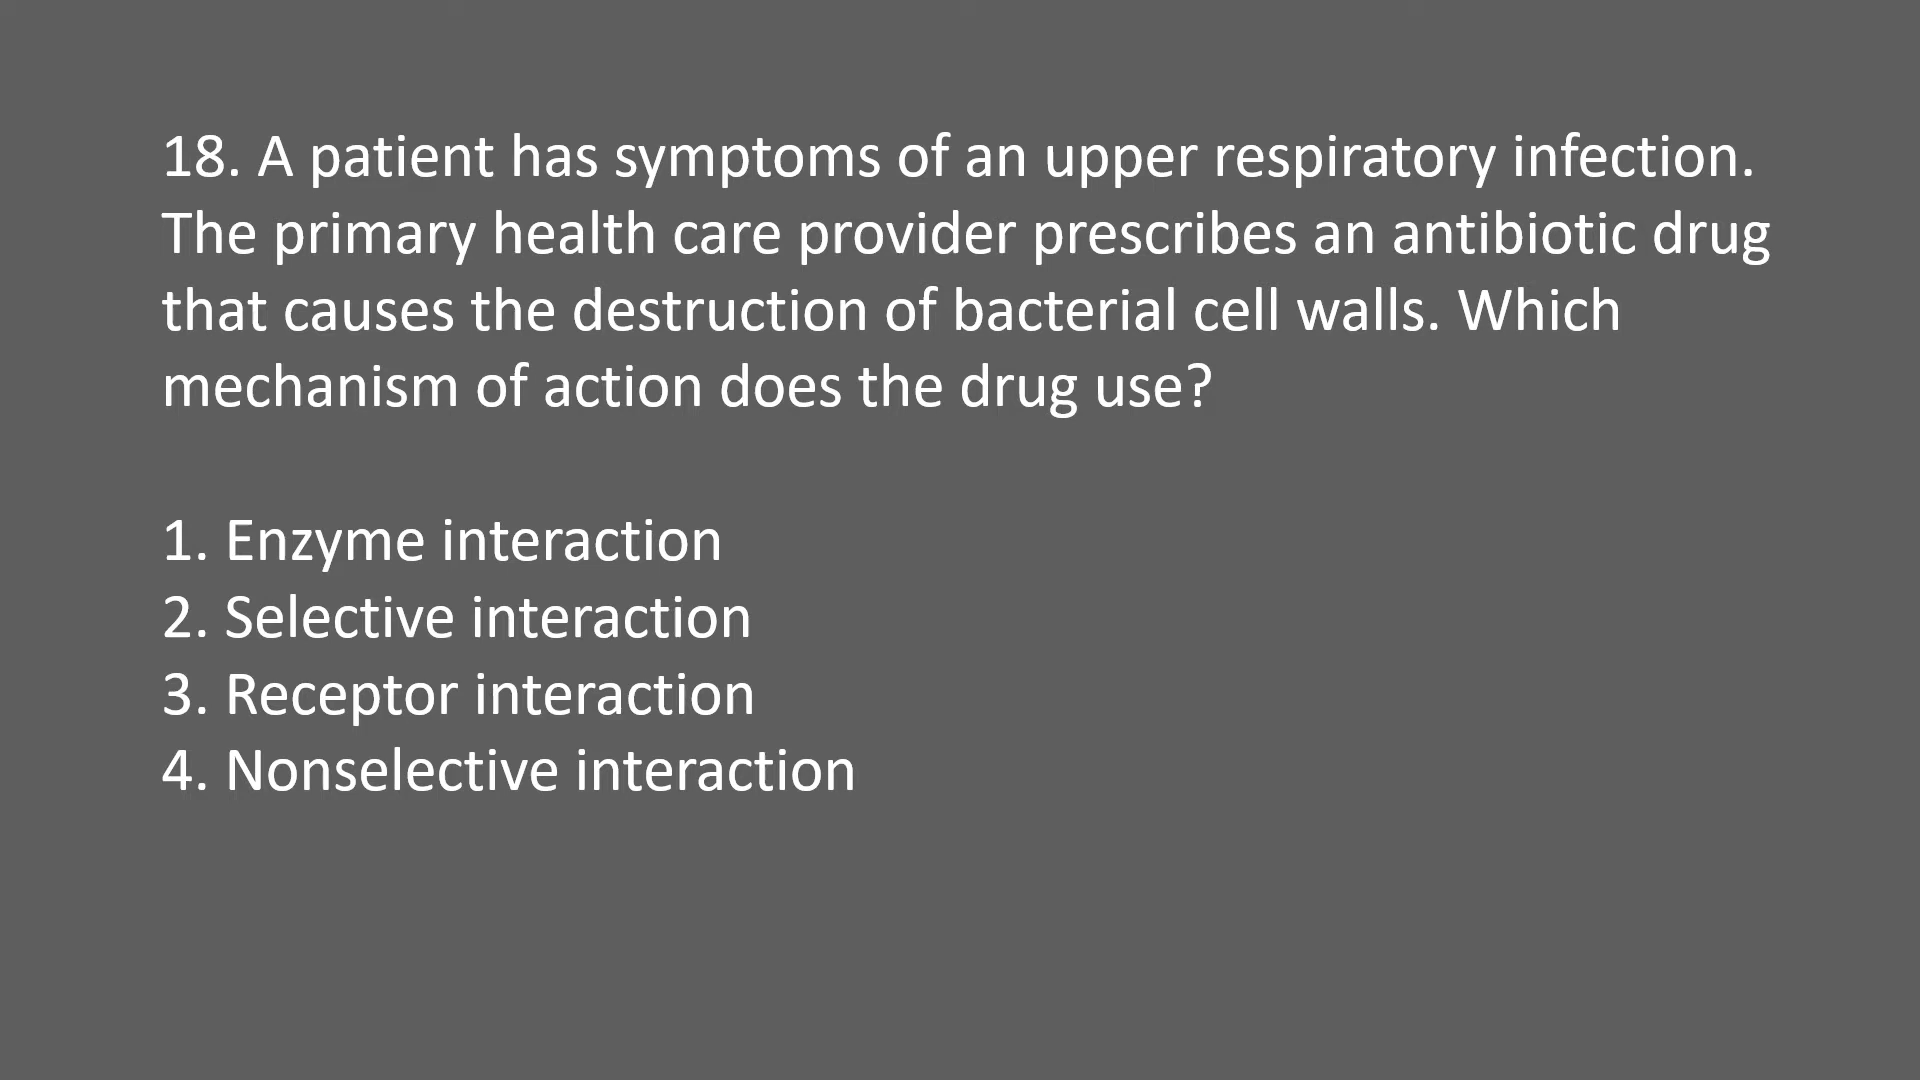 18. A patient has symptoms of an upper respiratory infection.
The primary health care provider prescribes an antibiotic drug
that causes the destruction of bacterial cell walls. Which
mechanism of action does the drug use?
1. Enzyme interaction
2. Selective interaction
3. Receptor interaction
4. Nonselective interaction